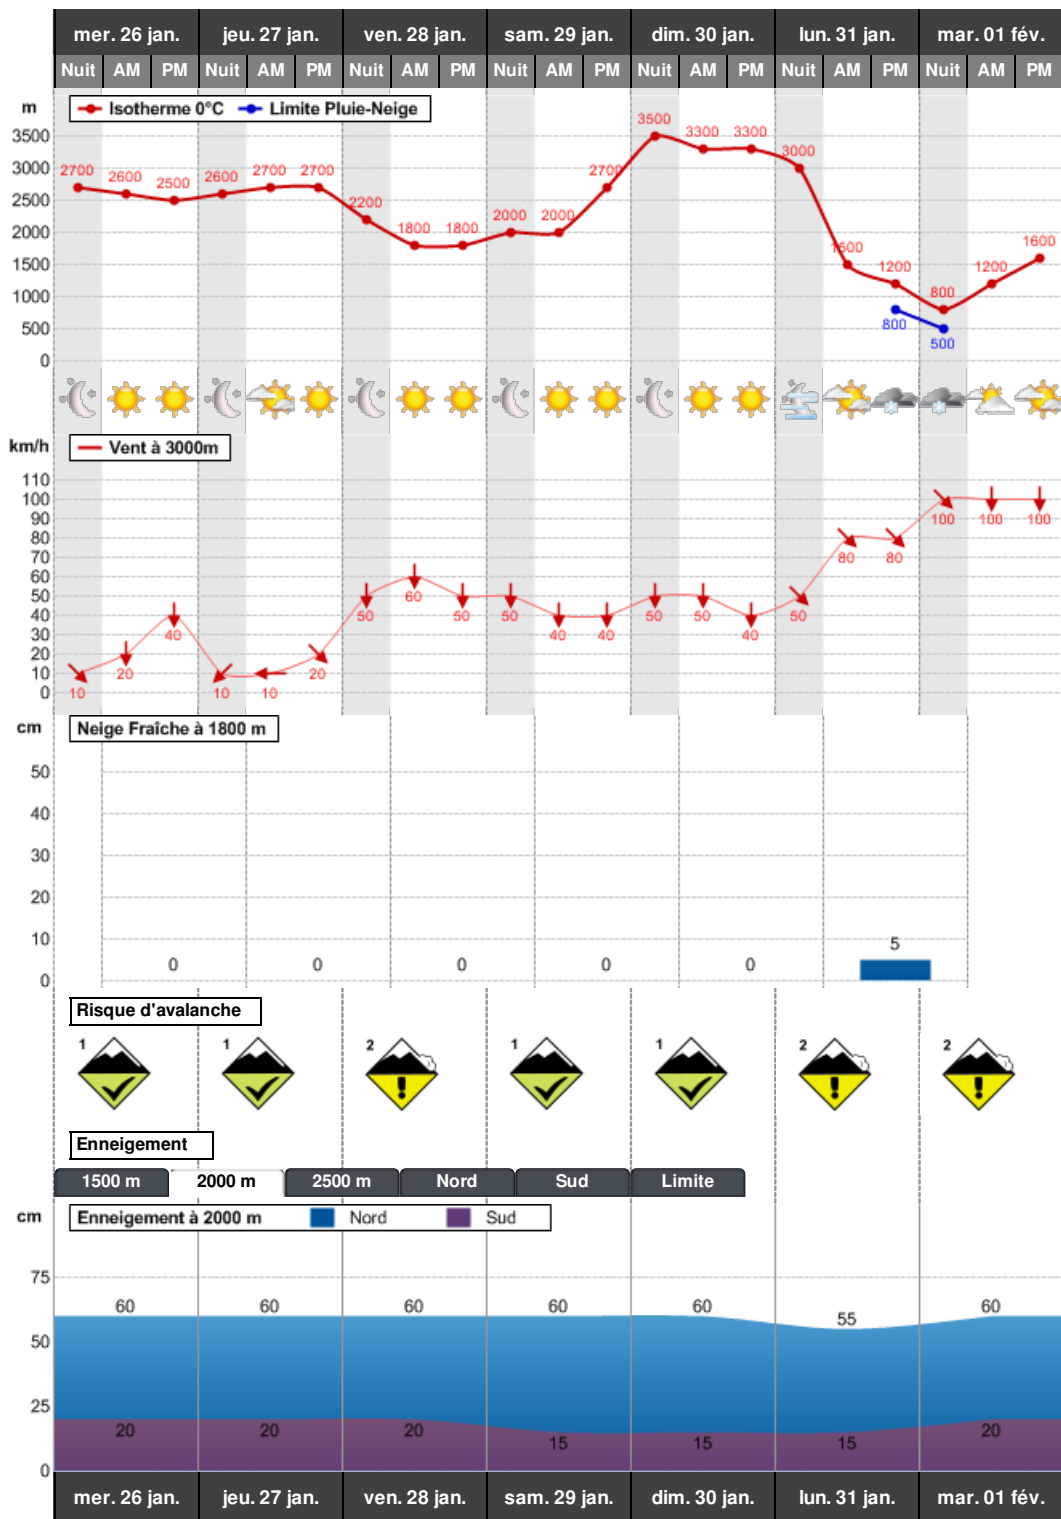 mer. 26 jan. jeu. 27 jan. ven. 28 jan. sam. 29 jan. dim. 30 jan. lun. 31 jan. mar. 01 fév.
Nuit AM PM Nuit AM PM Nuit AM PM Nuit AM PM Nuit AM PM Nuit AM PM Nuit AM PM
m
Isotherme 0°C Limite Pluie-Neige
3500
3000
2500
2000
1500
1000
500
0
2700 2600 2500 2600 2700 2700 2200 1800 1800 2000 2000 2700 3500 3300 3300 3000 1500 1200 800 1200 1600
800 500
km/h
Vent à 3000m
110
100
90
80
70
60
50
40
30
20
10
0
10 20 40 10 10 20 50 60 50 50 40 40 50 50 40 50 80 80 100 100 100
cm
Neige Fraîche à 1800 m
50
40
30
20
10
0
0 0 0 0 0 5
Risque d'avalanche
1 1 2 1 1 2 2
Enneigement
1500 m 2000 m 2500 m Nord Sud Limite
cm
Enneigement à 2000 m Nord Sud
75
50
25
0
60 60 60 60 60 55 60
20 20 20 15 15 15 20
mer. 26 jan. jeu. 27 jan. ven. 28 jan. sam. 29 jan. dim. 30 jan. lun. 31 jan. mar. 01 fév.